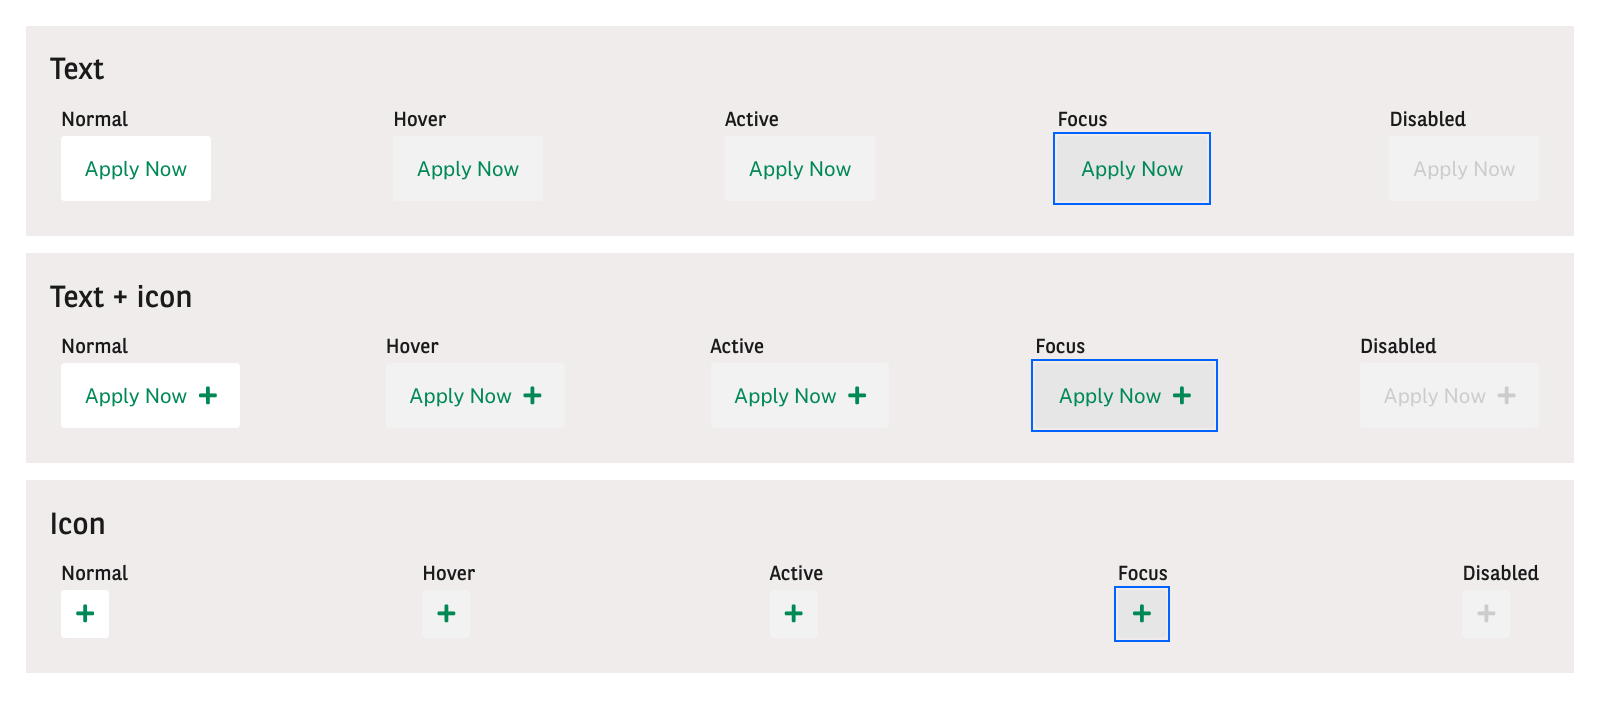 Text
Normal Hover Active Focus Disabled
Apply Now Apply Now Apply Now Apply Now Apply Now
Text + icon
Normal Hover Active Focus Disabled
Apply Now + Apply Now + Apply Now + Apply Now + Apply Now +
Icon
Normal Hover Active Focus Disabled
+ + + + +